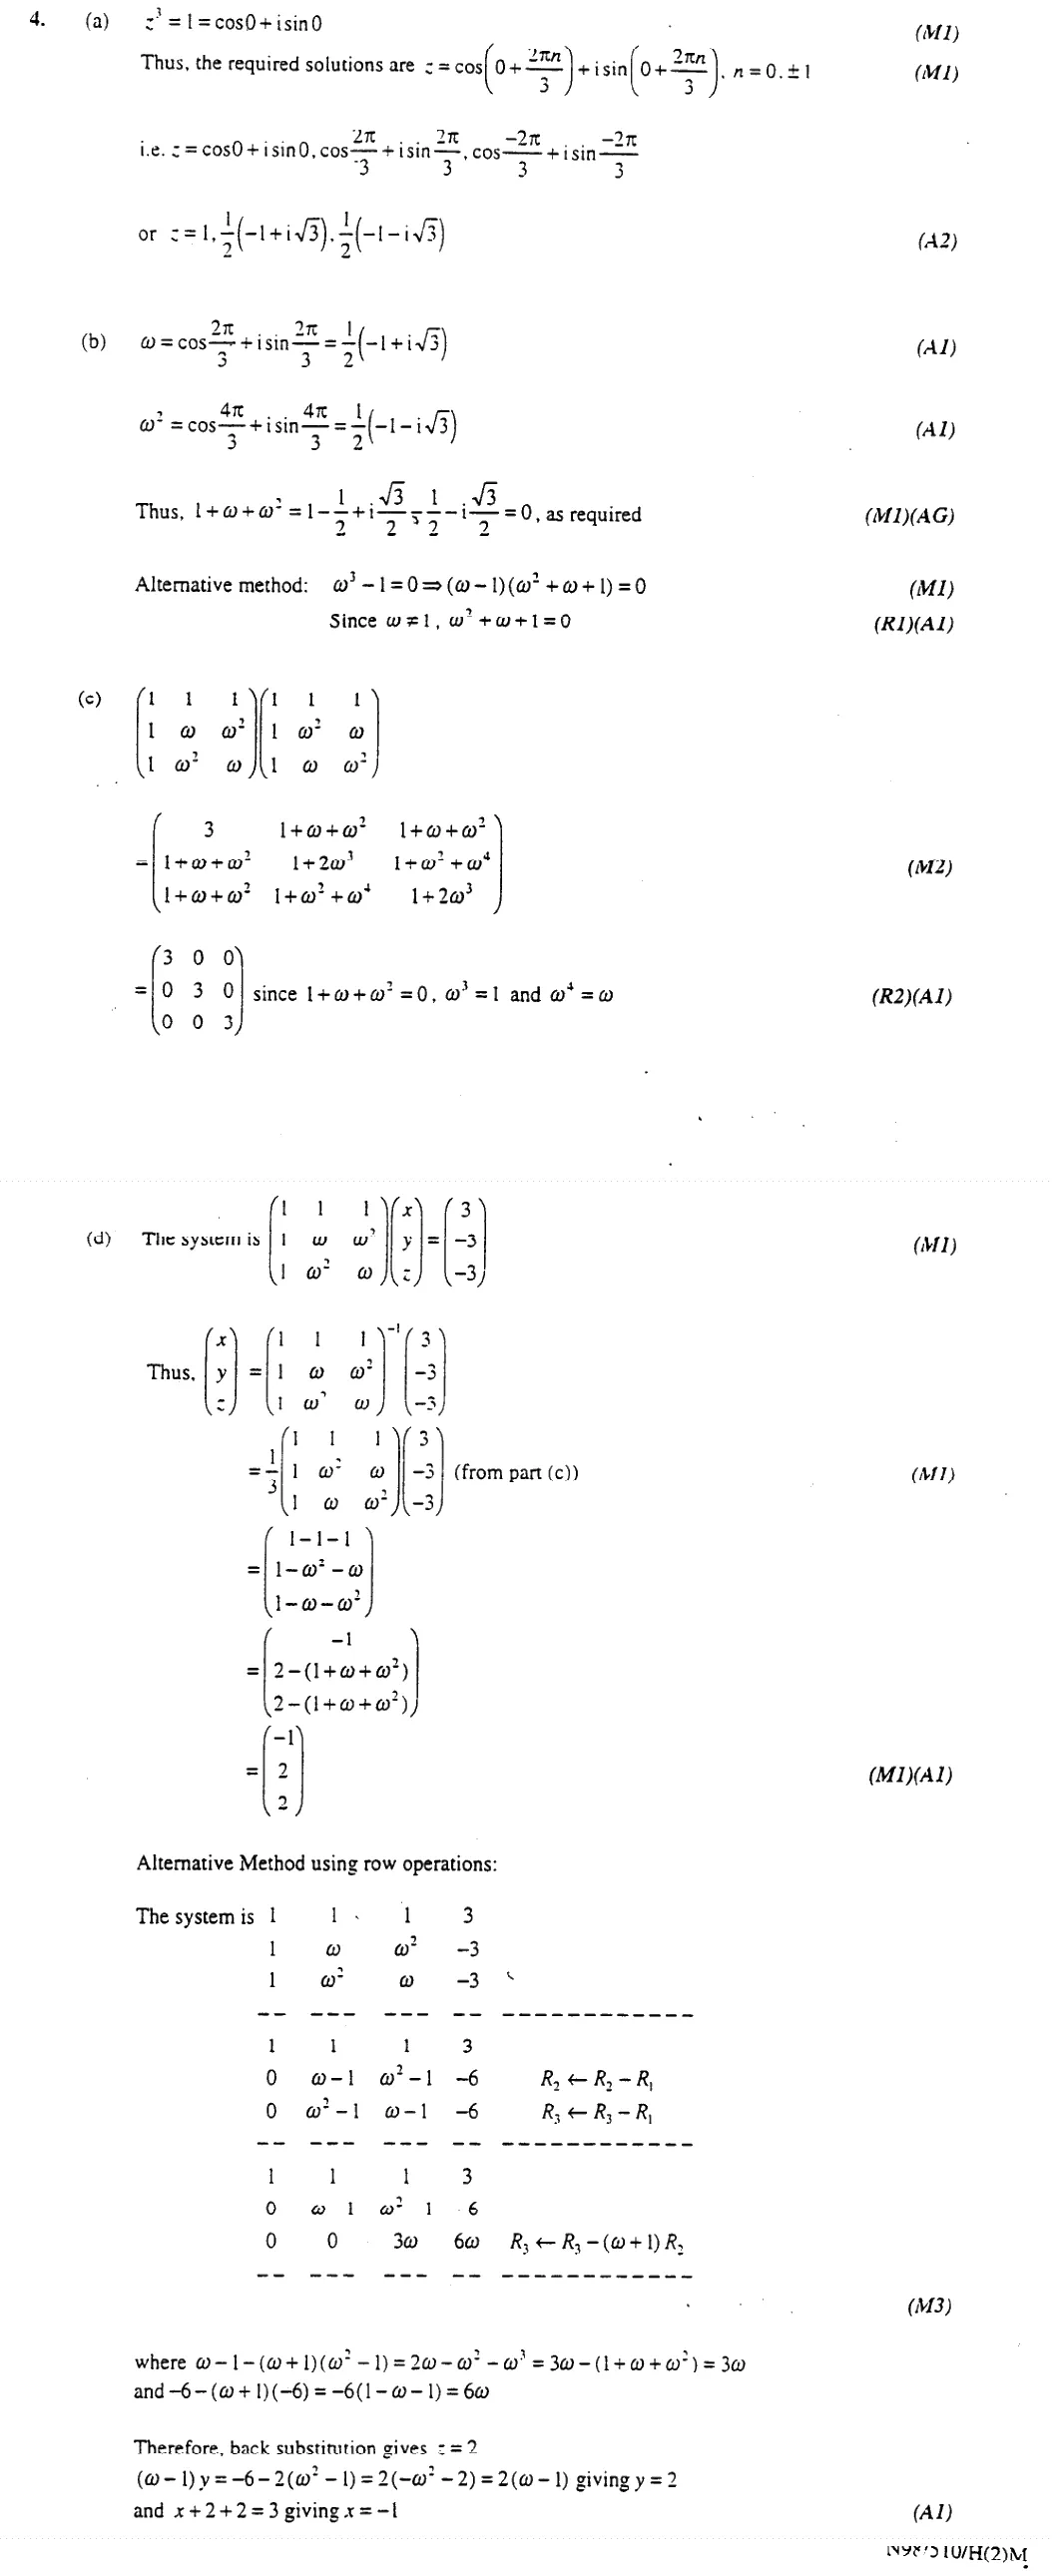 4. (a) z³ = 1 = cos0 + i sin0 (M1)
Thus, the required solutions are z = cos(0 + 2πn/3) + i sin(0 + 2πn/3), n = 0, ±1 (M1)
i.e. z = cos0 + i sin0, cos 2π/3 + i sin 2π/3, cos −2π/3 + i sin −2π/3
or z = 1, 1/2(−1 + i√3), 1/2(−1 − i√3) (A2)
(b) ω = cos 2π/3 + i sin 2π/3 = 1/2(−1 + i√3) (A1)
ω² = cos 4π/3 + i sin 4π/3 = 1/2(−1 − i√3) (A1)
Thus, 1 + ω + ω² = 1 − 1/2 + i √3/2 − 1/2 − i √3/2 = 0, as required (M1)(AG)
Alternative method: ω³ − 1 = 0 ⇒ (ω − 1)(ω² + ω + 1) = 0 (M1)
Since ω ≠ 1, ω² + ω + 1 = 0 (R1)(A1)
(c) (1 1 1) (1 1 1)
(1 ω ω²) (1 ω² ω)
(1 ω² ω) (1 ω ω²)
(3 1+ω+ω² 1+ω+ω²)
= (1+ω+ω² 1+2ω³ 1+ω²+ω⁴) (M2)
(1+ω+ω² 1+ω²+ω⁴ 1+2ω³)
(3 0 0)
= (0 3 0) since 1 + ω + ω² = 0, ω³ = 1 and ω⁴ = ω (R2)(A1)
(0 0 3)
(1 1 1) (x) (3)
(d) The system is (1 ω ω²) (y) = (−3) (M1)
(1 ω² ω) (z) (−3)
(x) (1 1 1)⁻¹ (3)
Thus, (y) = (1 ω ω²) (−3)
(z) (1 ω² ω) (−3)
(1 1 1) (3)
= 1/3 (1 ω² ω) (−3) (from part (c)) (M1)
(1 ω ω²) (−3)
(1−1−1)
= (1−ω²−ω)
(1−ω−ω²)
(−1)
= (2−(1+ω+ω²))
(2−(1+ω+ω²))
(−1)
= (2) (M1)(A1)
(2)
Alternative Method using row operations:
The system is 1 1 1 3
1 ω ω² −3
1 ω² ω −3
-- --- --- -- ------------
1 1 1 3
0 ω−1 ω²−1 −6 R₂ ← R₂ − R₁
0 ω²−1 ω−1 −6 R₃ ← R₃ − R₁
-- --- --- -- ------------
1 1 1 3
0 ω 1 ω² 1 6
0 0 3ω 6ω R₃ ← R₃ − (ω + 1) R₂
-- --- --- -- ------------
(M3)
where ω − 1 − (ω + 1)(ω² − 1) = 2ω − ω² − ω³ = 3ω − (1 + ω + ω²) = 3ω
and −6 − (ω + 1)(−6) = −6(1 − ω − 1) = 6ω
Therefore, back substitution gives z = 2
(ω − 1) y = −6 − 2(ω² − 1) = 2(−ω² − 2) = 2(ω − 1) giving y = 2
and x + 2 + 2 = 3 giving x = −1 (A1)
N98/510/H(2)M